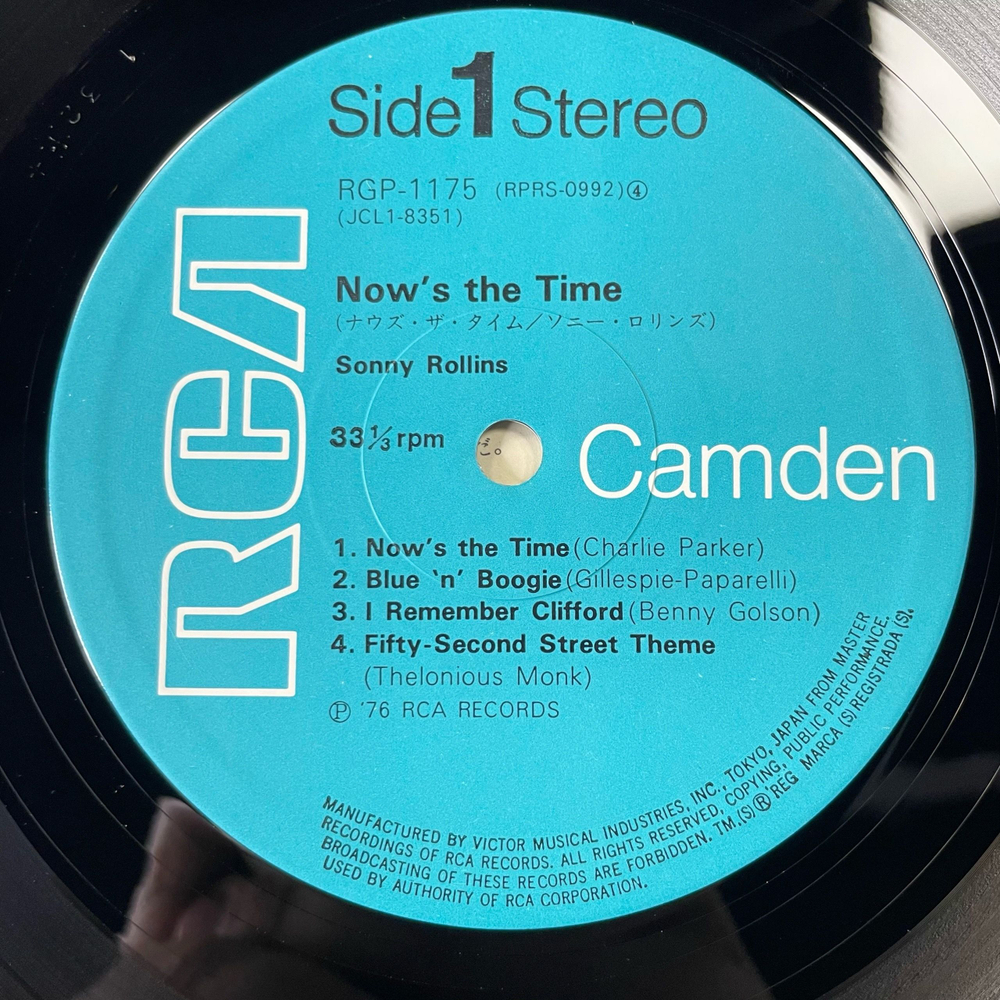 Side 1 Stereo
RGP-1175 (RPRS-0992)④
(JCL1-8351)
Now's the Time
(ナウズ・ザ・タイム/ソニー・ロリンズ)
Sonny Rollins
33⅓rpm
RCA
Camden
1. Now's the Time(Charlie Parker)
2. Blue 'n' Boogie(Gillespie-Paparelli)
3. I Remember Clifford(Benny Golson)
4. Fifty-Second Street Theme
(Thelonious Monk)
Ⓟ '76 RCA RECORDS
MANUFACTURED BY VICTOR MUSICAL INDUSTRIES, INC., TOKYO, JAPAN FROM MASTER
RECORDINGS OF RCA RECORDS. ALL RIGHTS RESERVED, COPYING, PUBLIC PERFORMANCE,
BROADCASTING OF THESE RECORDS ARE FORBIDDEN. TM.(S)® REG. MARCA (S) REGISTRADA (S).
USED BY AUTHORITY OF RCA CORPORATION.